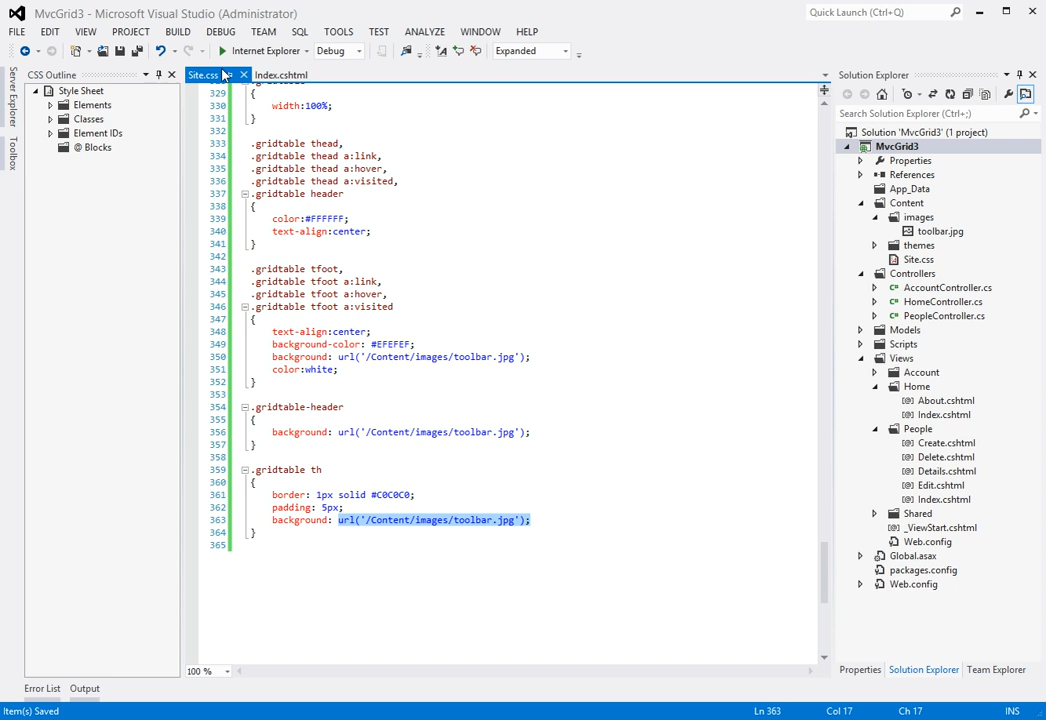 MvcGrid3 - Microsoft Visual Studio (Administrator)
Quick Launch (Ctrl+Q)
FILE EDIT VIEW PROJECT BUILD DEBUG TEAM SQL TOOLS TEST ANALYZE WINDOW HELP
Internet Explorer Debug Expanded
Server Explorer
Toolbox
CSS Outline
Style Sheet
Elements
Classes
Element IDs
@ Blocks
Site.css Index.cshtml
329 {
330 width:100%;
331 }
332
333 .gridtable thead,
334 .gridtable thead a:link,
335 .gridtable thead a:hover,
336 .gridtable thead a:visited,
337 .gridtable header
338 {
339 color:#FFFFFF;
340 text-align:center;
341 }
342
343 .gridtable tfoot,
344 .gridtable tfoot a:link,
345 .gridtable tfoot a:hover,
346 .gridtable tfoot a:visited
347 {
348 text-align:center;
349 background-color: #EFEFEF;
350 background: url('/Content/images/toolbar.jpg');
351 color:white;
352 }
353
354 .gridtable-header
355 {
356 background: url('/Content/images/toolbar.jpg');
357 }
358
359 .gridtable th
360 {
361 border: 1px solid #C0C0C0;
362 padding: 5px;
363 background: url('/Content/images/toolbar.jpg');
364 }
365
100 %
Solution Explorer
Search Solution Explorer (Ctrl+;)
Solution 'MvcGrid3' (1 project)
MvcGrid3
Properties
References
App_Data
Content
images
toolbar.jpg
themes
Site.css
Controllers
AccountController.cs
HomeController.cs
PeopleController.cs
Models
Scripts
Views
Account
Home
About.cshtml
Index.cshtml
People
Create.cshtml
Delete.cshtml
Details.cshtml
Edit.cshtml
Index.cshtml
Shared
_ViewStart.cshtml
Web.config
Global.asax
packages.config
Web.config
Properties Solution Explorer Team Explorer
Error List Output
Item(s) Saved Ln 363 Col 17 Ch 17 INS